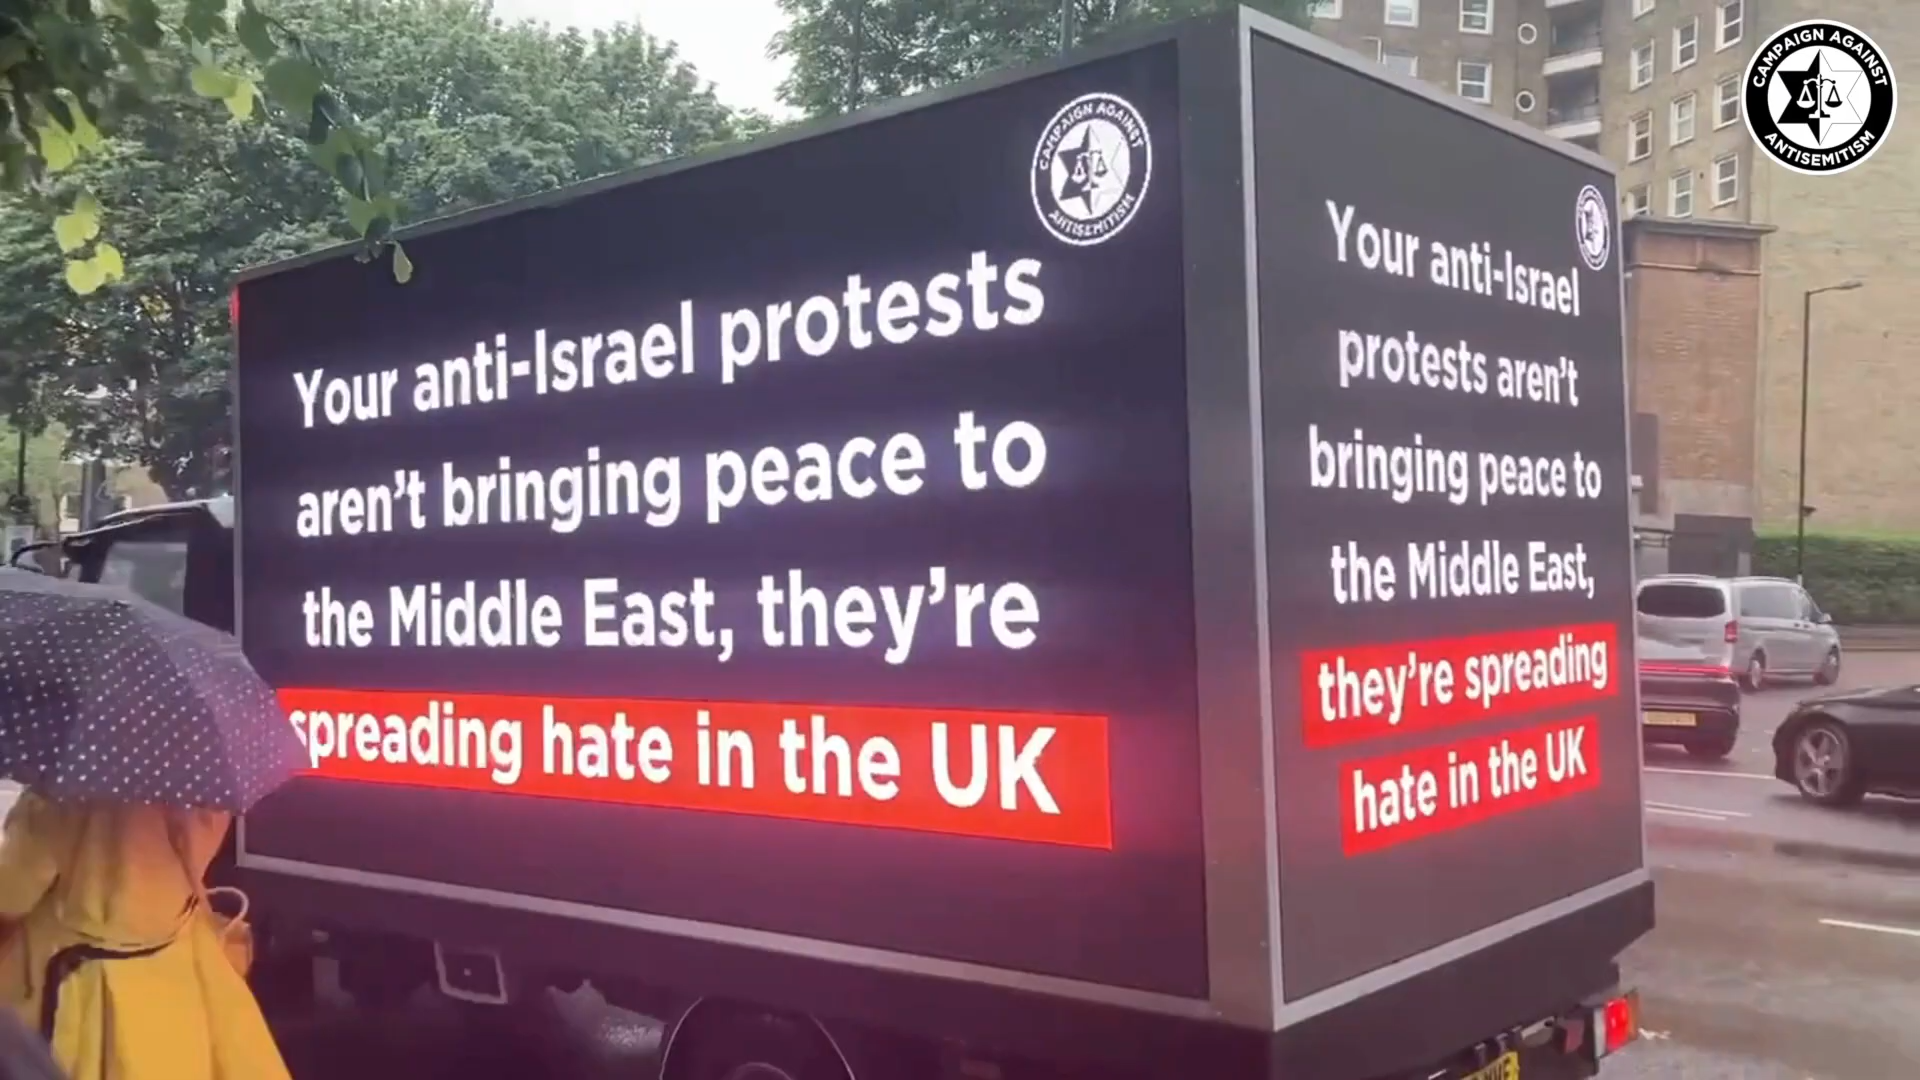 CAMPAIGN AGAINST
ANTISEMITISM
CAMPAIGN AGAINST
ANTISEMITISM
Your anti-Israel protests
aren't bringing peace to
the Middle East, they're
spreading hate in the UK
Your anti-Israel
protests aren't
bringing peace to
the Middle East,
they're spreading
hate in the UK